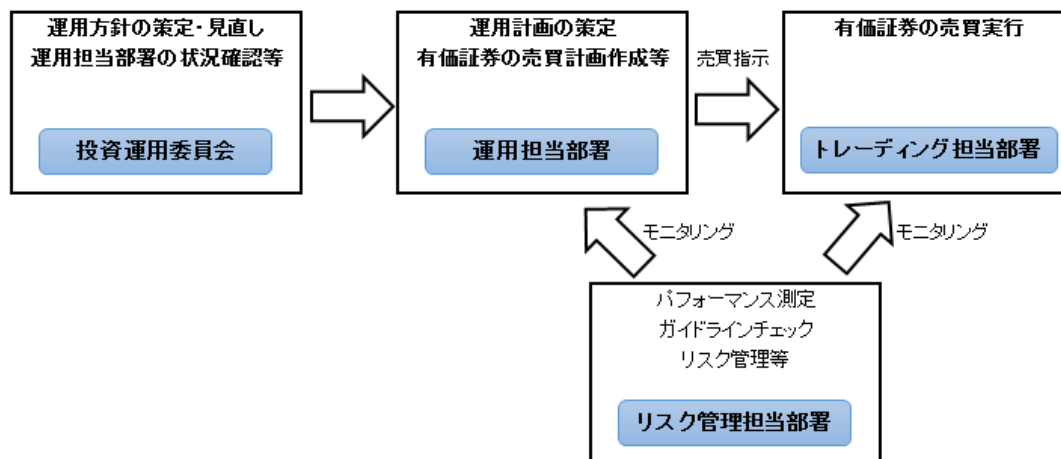 運用方針の策定・見直し
運用担当部署の状況確認等
投資運用委員会
運用計画の策定
有価証券の売買計画作成等
運用担当部署
売買指示
有価証券の売買実行
トレーディング担当部署
モニタリング
モニタリング
パフォーマンス測定
ガイドラインチェック
リスク管理等
リスク管理担当部署